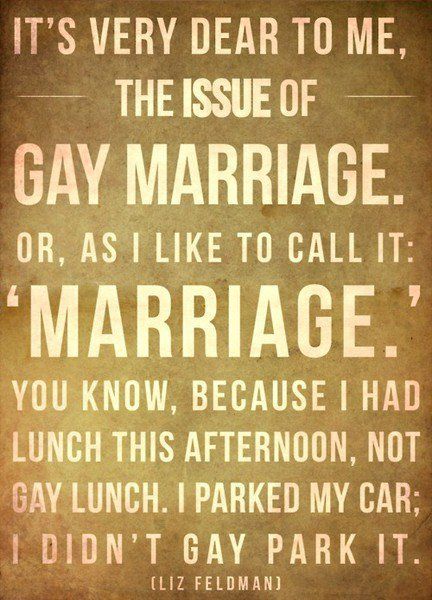 IT'S VERY DEAR TO ME,
THE ISSUE OF
GAY MARRIAGE.
OR, AS I LIKE TO CALL IT:
‘MARRIAGE.’
YOU KNOW, BECAUSE I HAD
LUNCH THIS AFTERNOON, NOT
GAY LUNCH. I PARKED MY CAR;
I DIDN'T GAY PARK IT.
(LIZ FELDMAN)